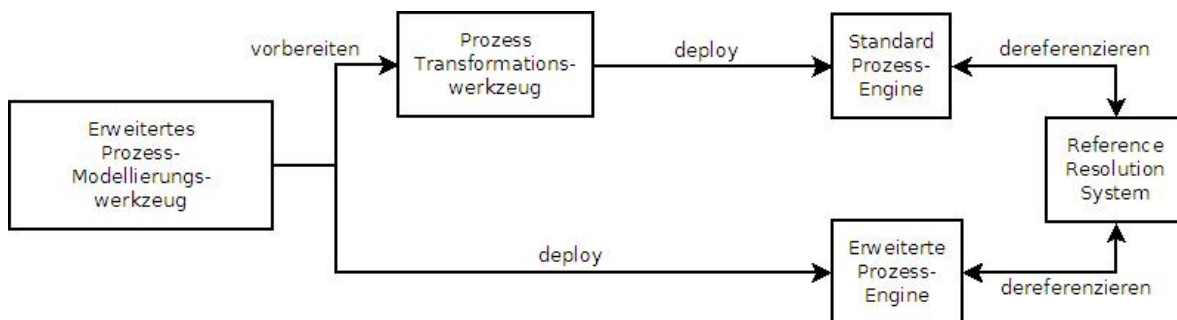 vorbereiten
Prozess
Transformations-
werkzeug
deploy
Standard
Prozess-
Engine
dereferenzieren
Erweitertes
Prozess-
Modellierungs-
werkzeug
Reference
Resolution
System
deploy
Erweiterte
Prozess-
Engine
dereferenzieren